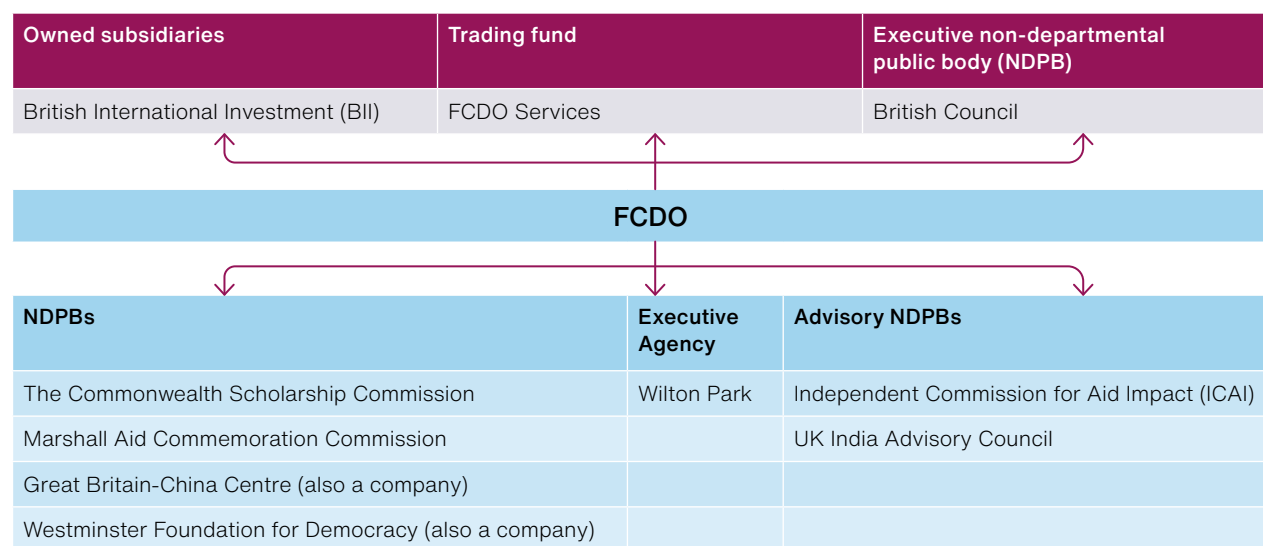 Owned subsidiaries
Trading fund
Executive non-departmental
public body (NDPB)
British International Investment (BII)
FCDO Services
British Council
FCDO
NDPBs
Executive
Agency
Advisory NDPBs
The Commonwealth Scholarship Commission
Wilton Park
Independent Commission for Aid Impact (ICAI)
Marshall Aid Commemoration Commission
UK India Advisory Council
Great Britain-China Centre (also a company)
Westminster Foundation for Democracy (also a company)